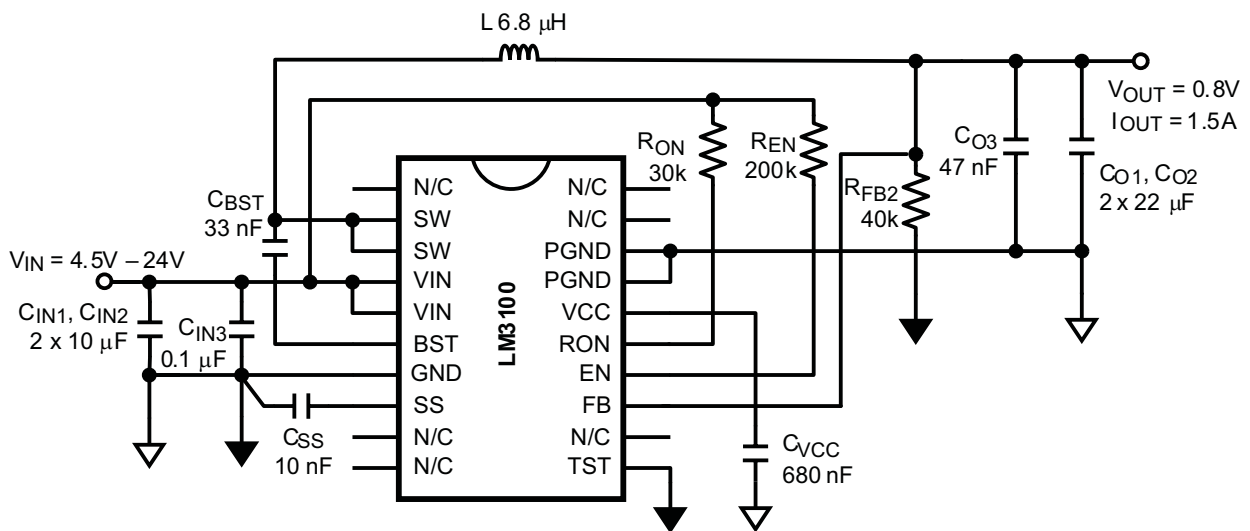 L 6.8 μH
VOUT = 0.8V
IOUT = 1.5A
RON
30k
REN
200k
CO3
47 nF
CO1, CO2
2 x 22 μF
RFB2
40k
CBST
33 nF
VIN = 4.5V – 24V
CIN1, CIN2
2 x 10 μF
CIN3
0.1 μF
CSS
10 nF
N/C
SW
SW
VIN
VIN
BST
GND
SS
N/C
N/C
LM3100
N/C
N/C
PGND
PGND
VCC
RON
EN
FB
N/C
TST
CVCC
680 nF